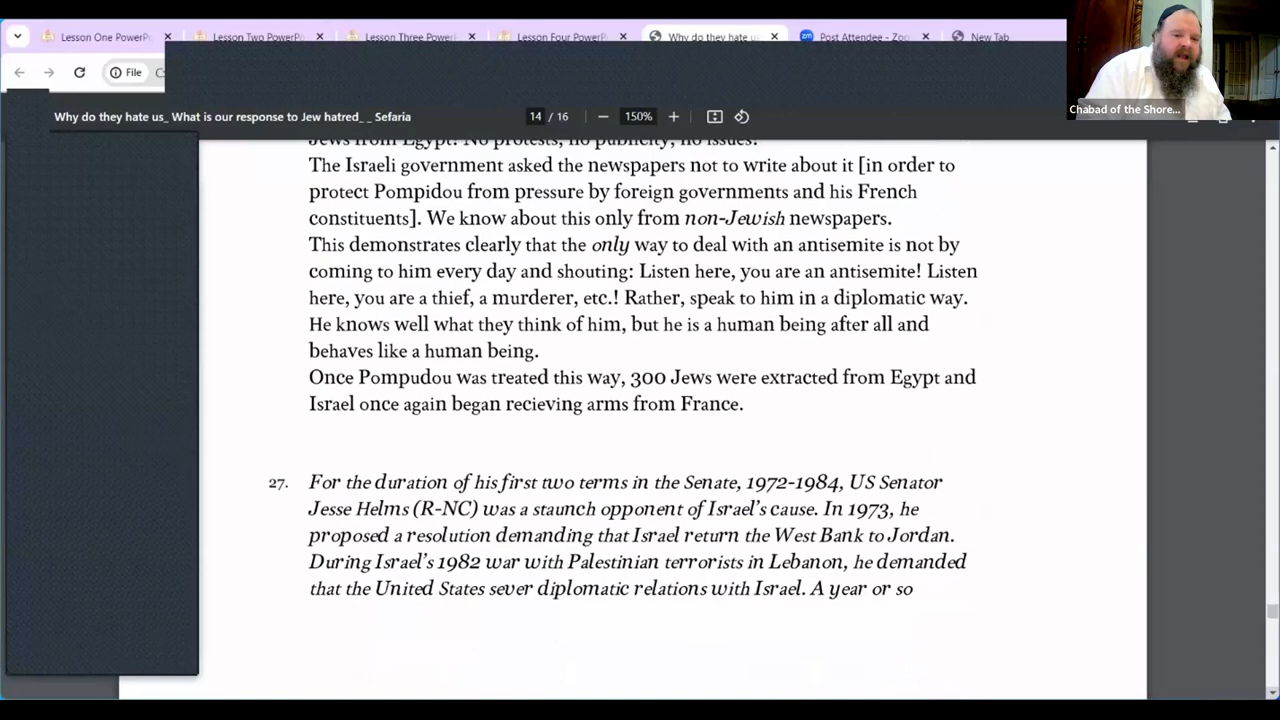 Lesson One PowerP
Lesson Two PowerPo
Lesson Three PowerP
Lesson Four PowerP
Why do they hate us
Post Attendee - Zoo
New Tab
File
Chabad of the Shore...
Why do they hate us_ What is our response to Jew hatred_ _ Sefaria
14 / 16
150%
Jews from Egypt! No protests, no publicity, no issues!
The Israeli government asked the newspapers not to write about it [in order to
protect Pompidou from pressure by foreign governments and his French
constituents]. We know about this only from non-Jewish newspapers.
This demonstrates clearly that the only way to deal with an antisemite is not by
coming to him every day and shouting: Listen here, you are an antisemite! Listen
here, you are a thief, a murderer, etc.! Rather, speak to him in a diplomatic way.
He knows well what they think of him, but he is a human being after all and
behaves like a human being.
Once Pompudou was treated this way, 300 Jews were extracted from Egypt and
Israel once again began recieving arms from France.
27. For the duration of his first two terms in the Senate, 1972-1984, US Senator
Jesse Helms (R-NC) was a staunch opponent of Israel's cause. In 1973, he
proposed a resolution demanding that Israel return the West Bank to Jordan.
During Israel's 1982 war with Palestinian terrorists in Lebanon, he demanded
that the United States sever diplomatic relations with Israel. A year or so